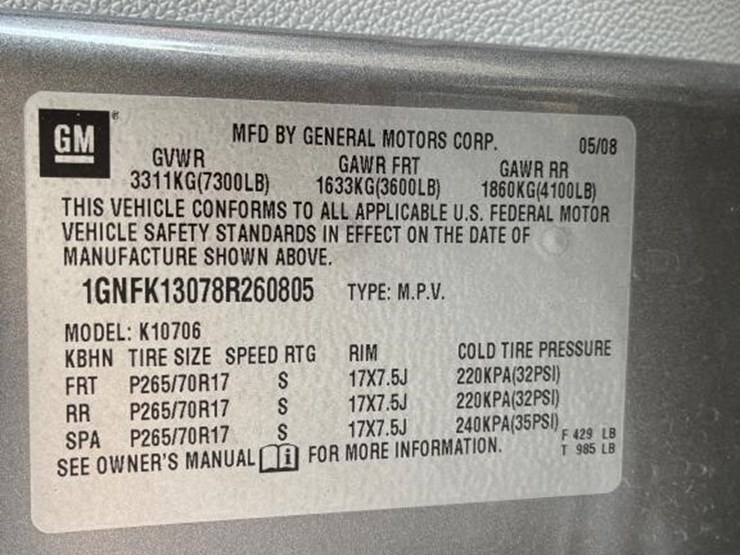 GM®
MFD BY GENERAL MOTORS CORP. 05/08
GVWR GAWR FRT GAWR RR
3311KG(7300LB) 1633KG(3600LB) 1860KG(4100LB)
THIS VEHICLE CONFORMS TO ALL APPLICABLE U.S. FEDERAL MOTOR
VEHICLE SAFETY STANDARDS IN EFFECT ON THE DATE OF
MANUFACTURE SHOWN ABOVE.
1GNFK13078R260805 TYPE: M.P.V.
MODEL: K10706
KBHN TIRE SIZE SPEED RTG RIM COLD TIRE PRESSURE
FRT P265/70R17 S 17X7.5J 220KPA(32PSI)
RR P265/70R17 S 17X7.5J 220KPA(32PSI)
SPA P265/70R17 S 17X7.5J 240KPA(35PSI) F 429 LB
SEE OWNER'S MANUAL i FOR MORE INFORMATION. T 985 LB